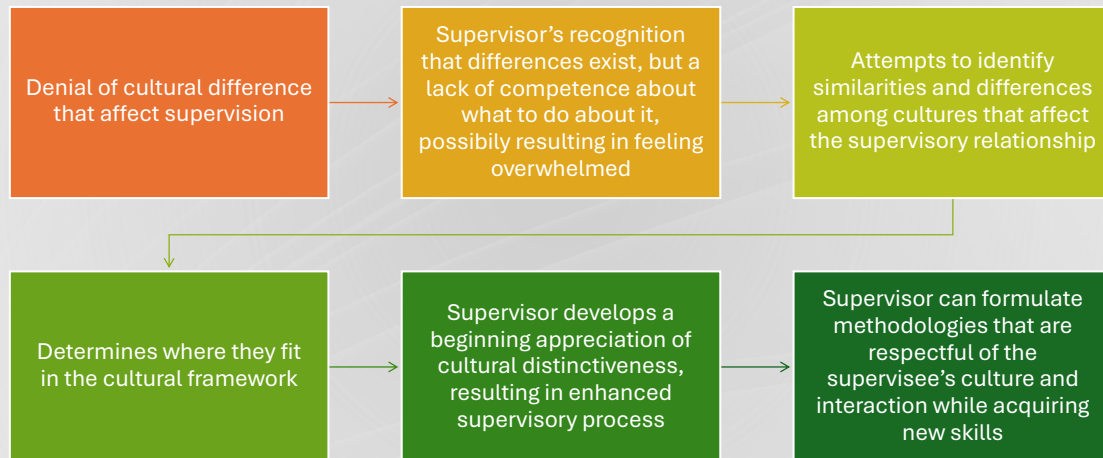 Denial of cultural difference
that affect supervision
Supervisor’s recognition
that differences exist, but a
lack of competence about
what to do about it,
possibily resulting in feeling
overwhelmed
Attempts to identify
similarities and differences
among cultures that affect
the supervisory relationship
Determines where they fit
in the cultural framework
Supervisor develops a
beginning appreciation of
cultural distinctiveness,
resulting in enhanced
supervisory process
Supervisor can formulate
methodologies that are
respectful of the
supervisee’s culture and
interaction while acquiring
new skills